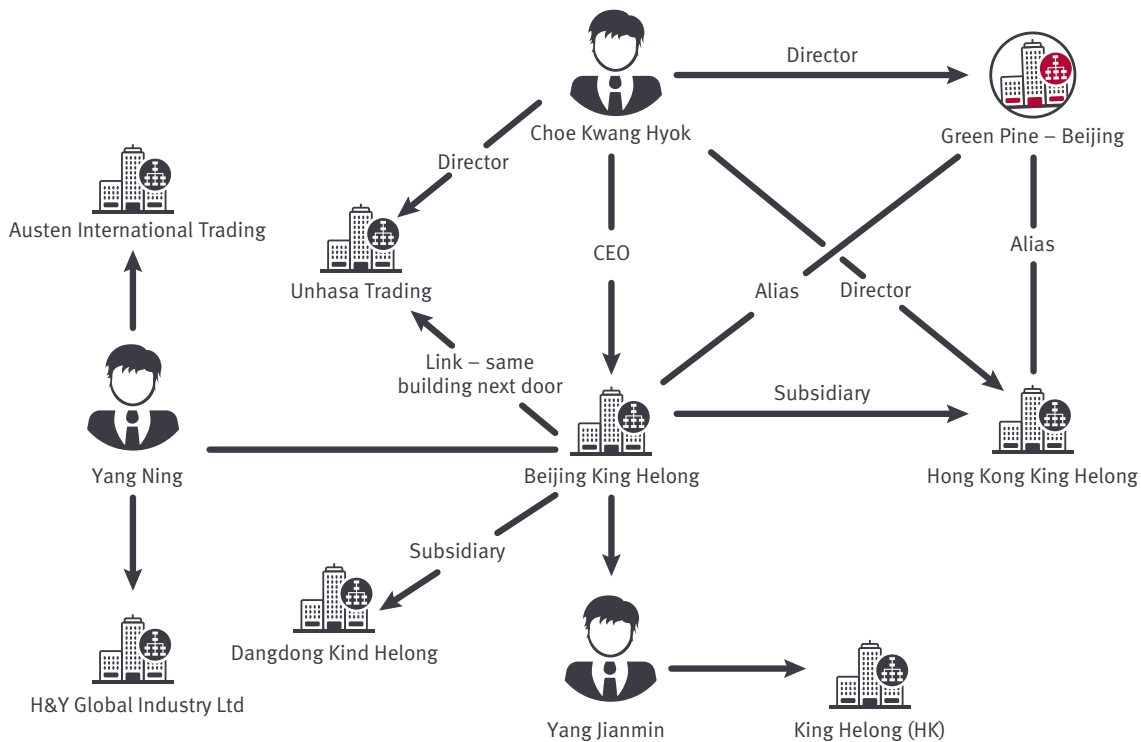 Director
Choe Kwang Hyok
Green Pine – Beijing
Director
Austen International Trading
Unhasa Trading
CEO
Alias
Alias
Director
Link – same
building next door
Subsidiary
Yang Ning
Beijing King Helong
Hong Kong King Helong
Subsidiary
Dangdong Kind Helong
H&Y Global Industry Ltd
Yang Jianmin
King Helong (HK)